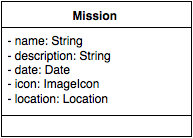 Mission
- name: String
- description: String
- date: Date
- icon: ImageIcon
- location: Location